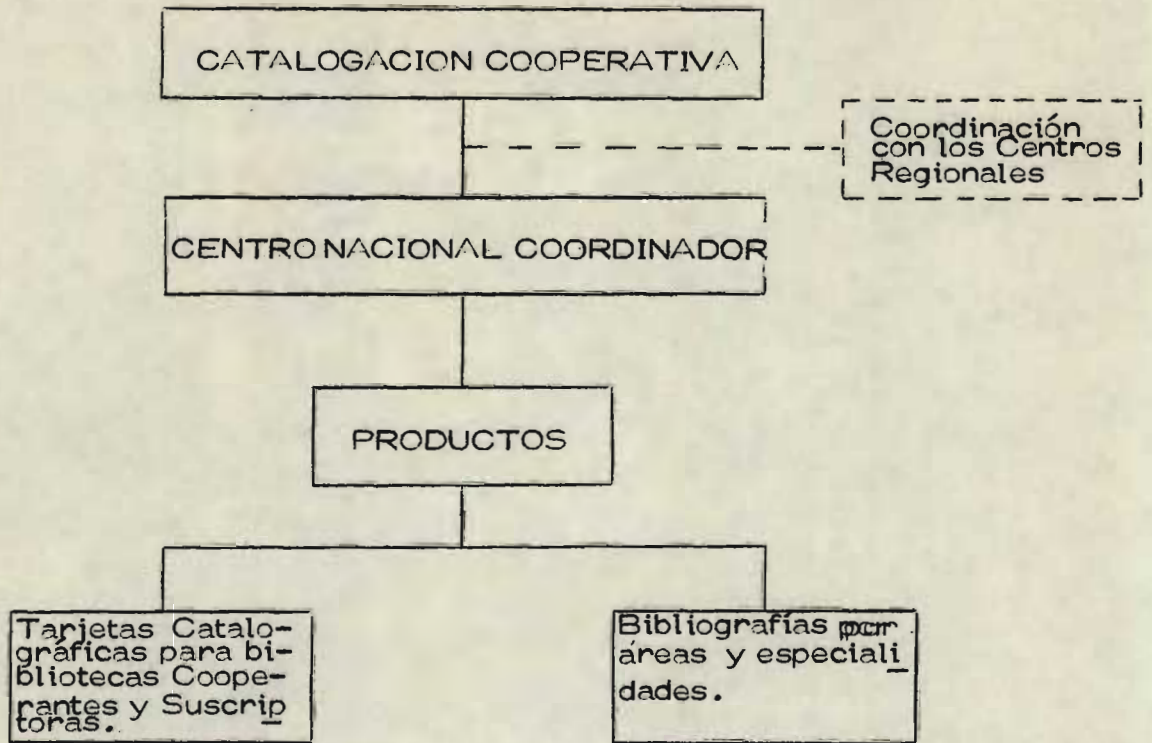 CATALOGACION COOPERATIVA
Coordinación
con los Centros
Regionales
CENTRO NACIONAL COORDINADOR
PRODUCTOS
Tarjetas Catalo-
gráficas para bi-
bliotecas Coope-
rantes y Suscrip
toras.
Bibliografías por
áreas y especiali
dades.